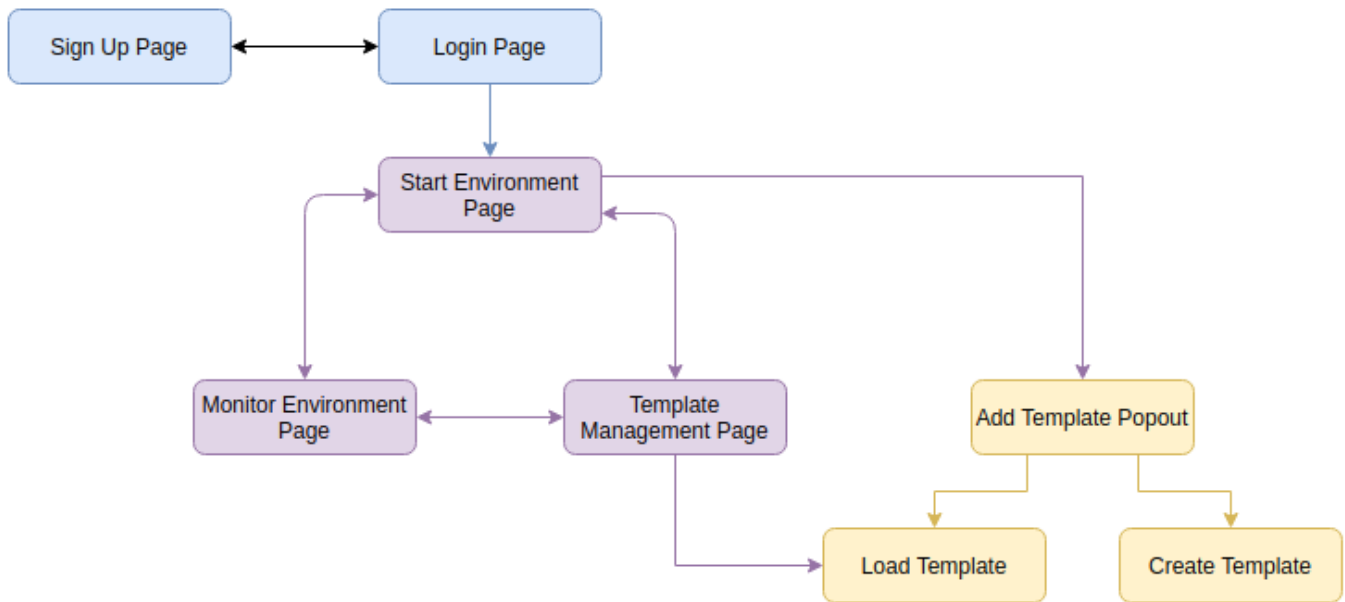 Sign Up Page
Login Page
Start Environment
Page
Monitor Environment
Page
Template
Management Page
Add Template Popout
Load Template
Create Template